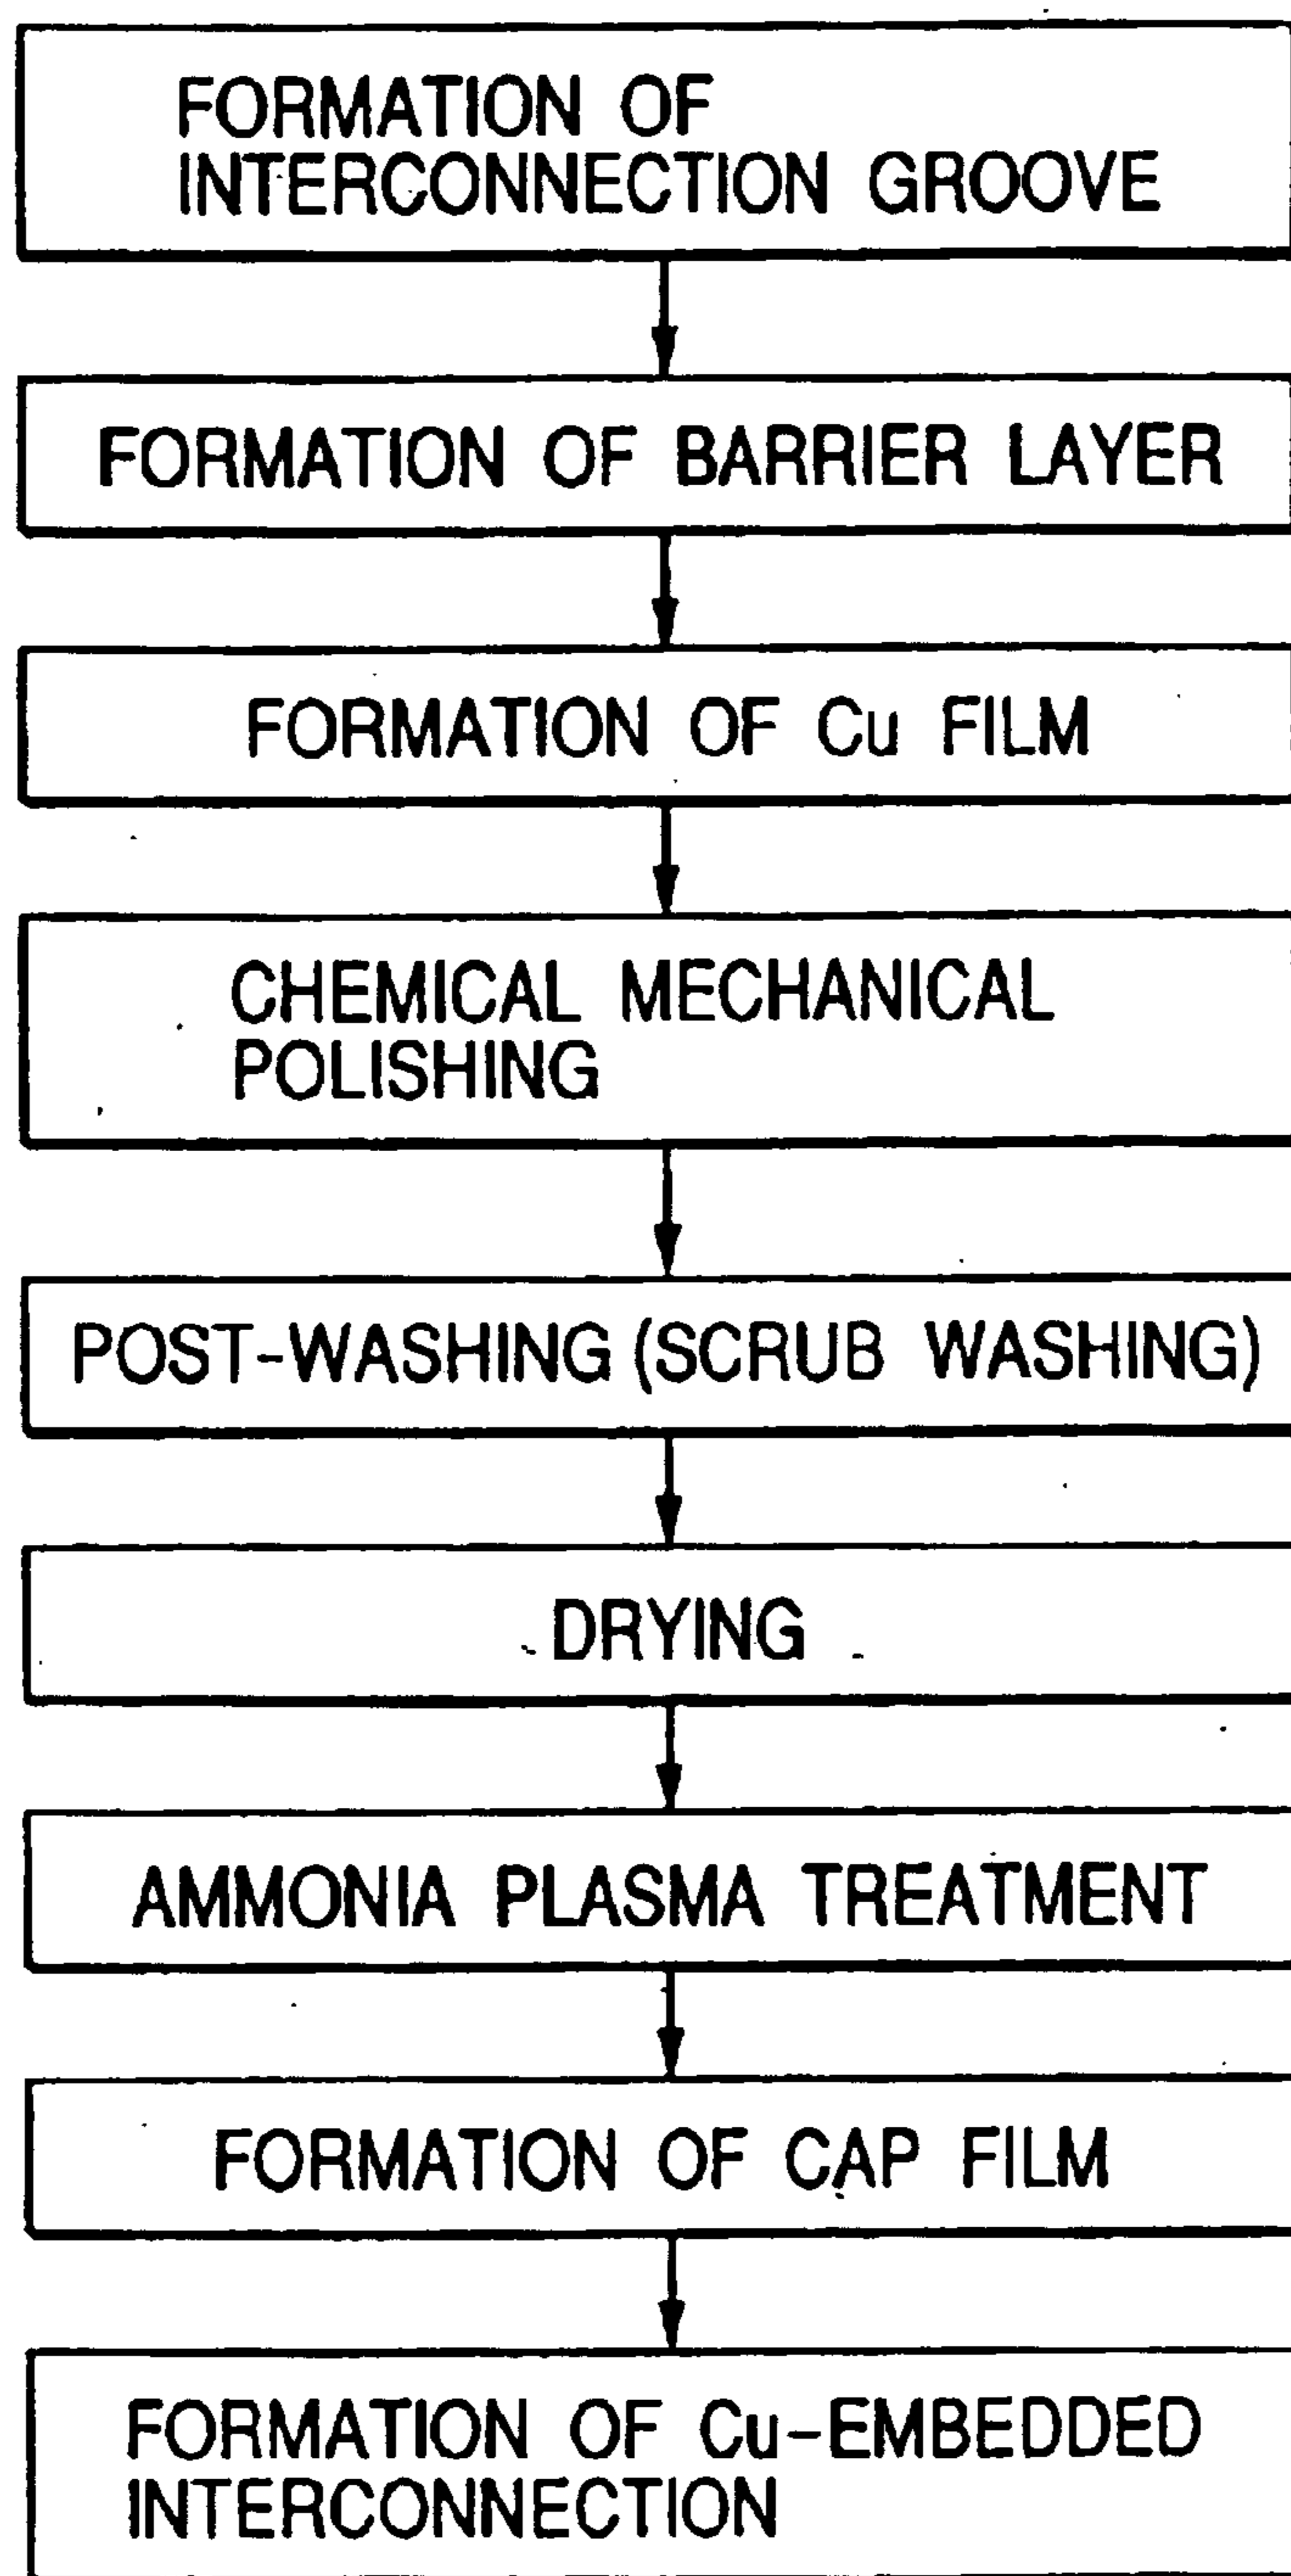 FORMATION OF
INTERCONNECTION GROOVE
FORMATION OF BARRIER LAYER
FORMATION OF Cu FILM
CHEMICAL MECHANICAL
POLISHING
POST-WASHING (SCRUB WASHING)
DRYING
AMMONIA PLASMA TREATMENT
FORMATION OF CAP FILM
FORMATION OF Cu-EMBEDDED
INTERCONNECTION